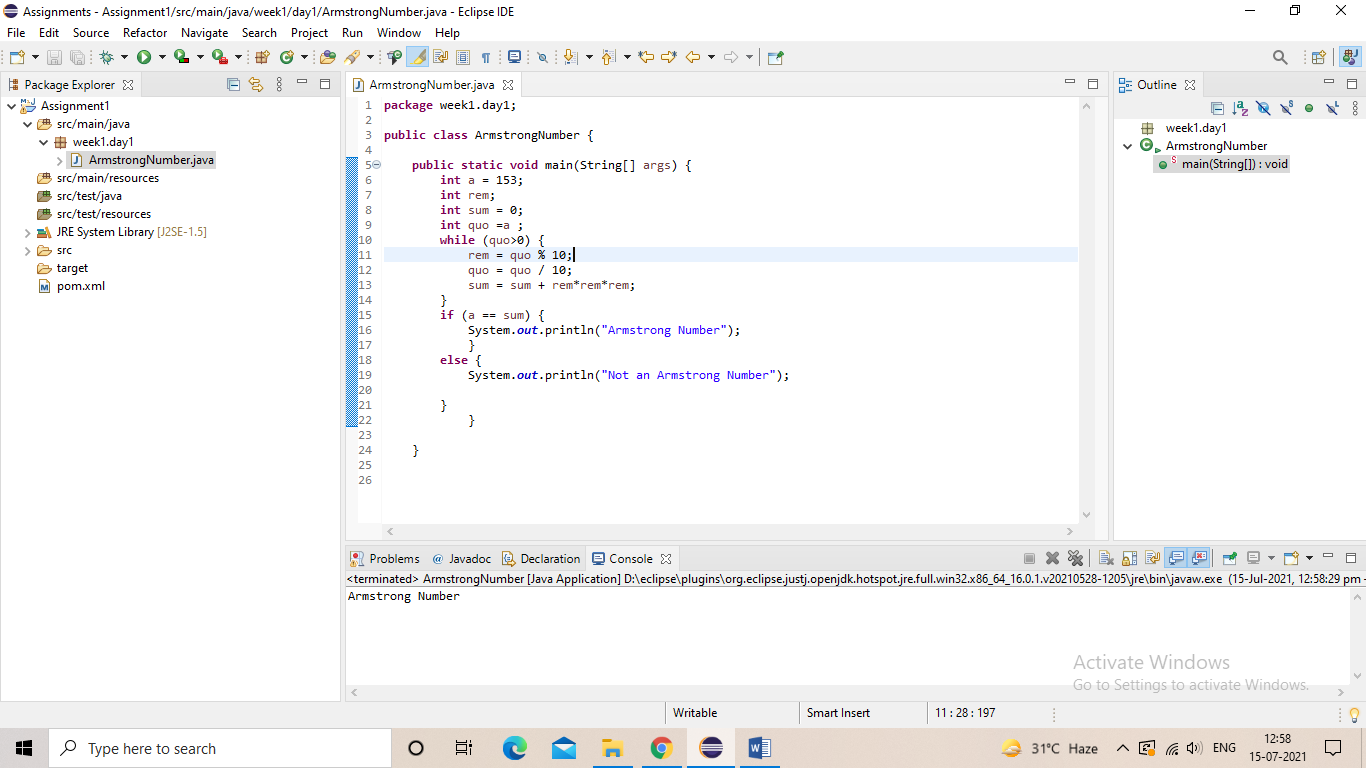 Assignments - Assignment1/src/main/java/week1/day1/ArmstrongNumber.java - Eclipse IDE
File Edit Source Refactor Navigate Search Project Run Window Help
Package Explorer
Assignment1
src/main/java
week1.day1
ArmstrongNumber.java
src/main/resources
src/test/java
src/test/resources
JRE System Library [J2SE-1.5]
src
target
pom.xml
ArmstrongNumber.java
1 package week1.day1;
2
3 public class ArmstrongNumber {
4
5 public static void main(String[] args) {
6 int a = 153;
7 int rem;
8 int sum = 0;
9 int quo =a ;
10 while (quo>0) {
11 rem = quo % 10;
12 quo = quo / 10;
13 sum = sum + rem*rem*rem;
14 }
15 if (a == sum) {
16 System.out.println("Armstrong Number");
17 }
18 else {
19 System.out.println("Not an Armstrong Number");
20
21 }
22 }
23
24 }
25
26
Outline
week1.day1
ArmstrongNumber
main(String[]) : void
Problems @ Javadoc Declaration Console
<terminated> ArmstrongNumber [Java Application] D:\eclipse\plugins\org.eclipse.justj.openjdk.hotspot.jre.full.win32.x86_64_16.0.1.v20210528-1205\jre\bin\javaw.exe (15-Jul-2021, 12:58:29 pm -
Armstrong Number
Activate Windows
Go to Settings to activate Windows.
Writable Smart Insert 11 : 28 : 197
Type here to search
31°C Haze
ENG
12:58
15-07-2021